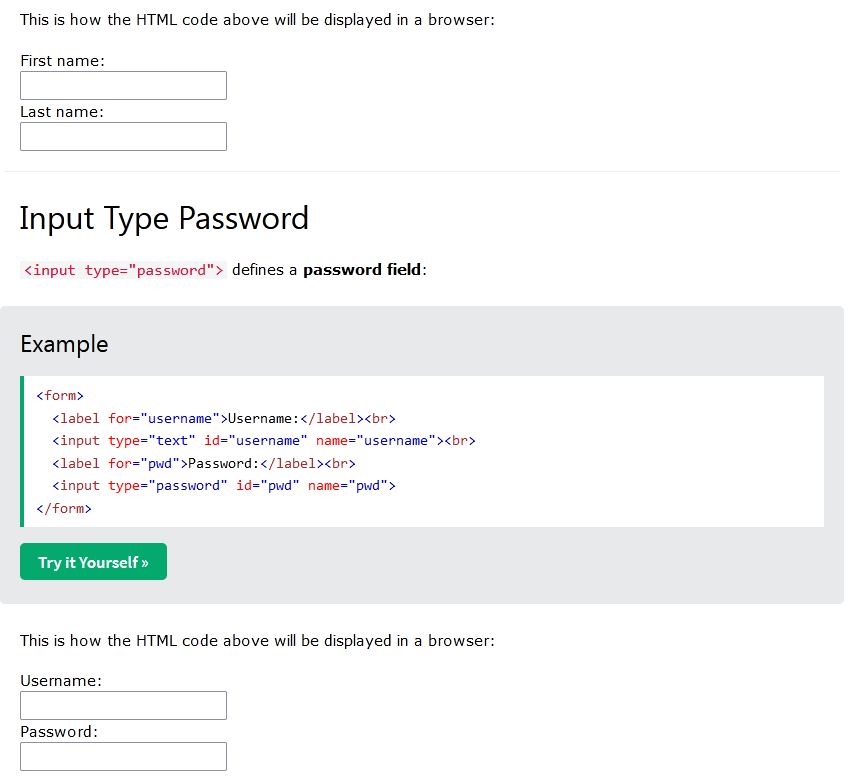 This is how the HTML code above will be displayed in a browser:
First name:
Last name:
Input Type Password
<input type="password"> defines a password field:
Example
<form>
  <label for="username">Username:</label><br>
  <input type="text" id="username" name="username"><br>
  <label for="pwd">Password:</label><br>
  <input type="password" id="pwd" name="pwd">
</form>
Try it Yourself »
This is how the HTML code above will be displayed in a browser:
Username:
Password: